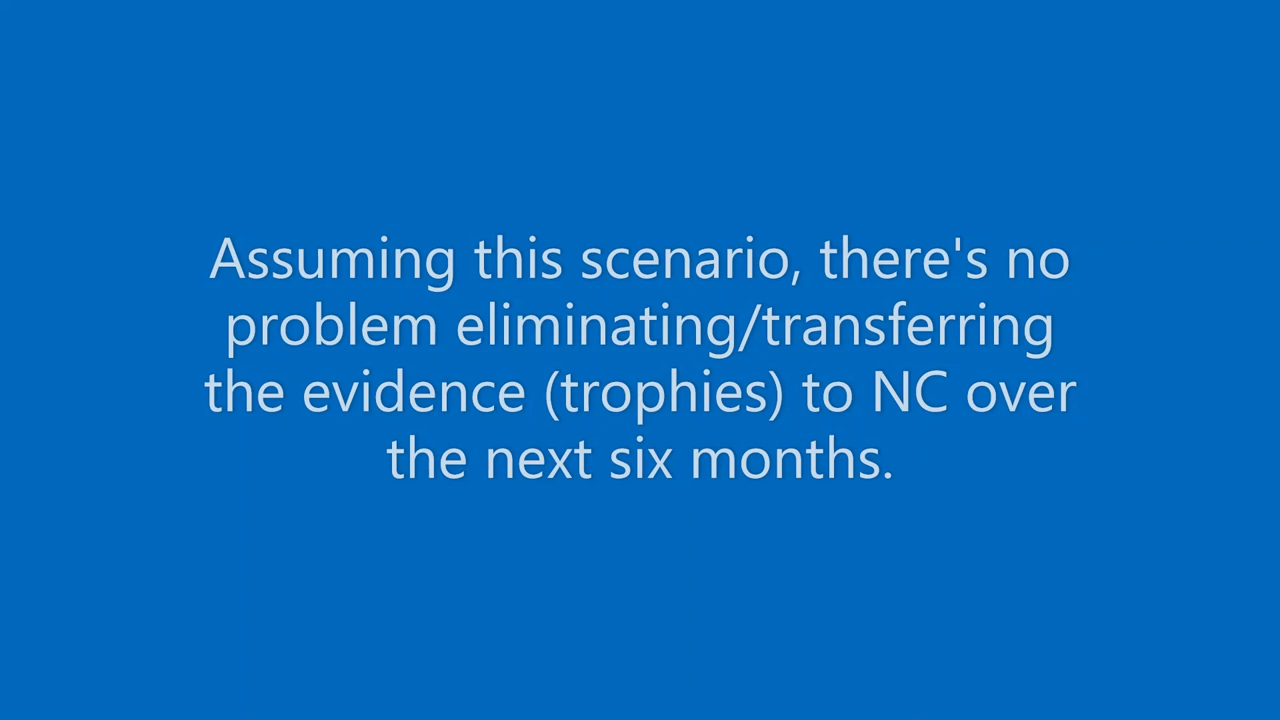 Assuming this scenario, there's no
problem eliminating/transferring
the evidence (trophies) to NC over
the next six months.